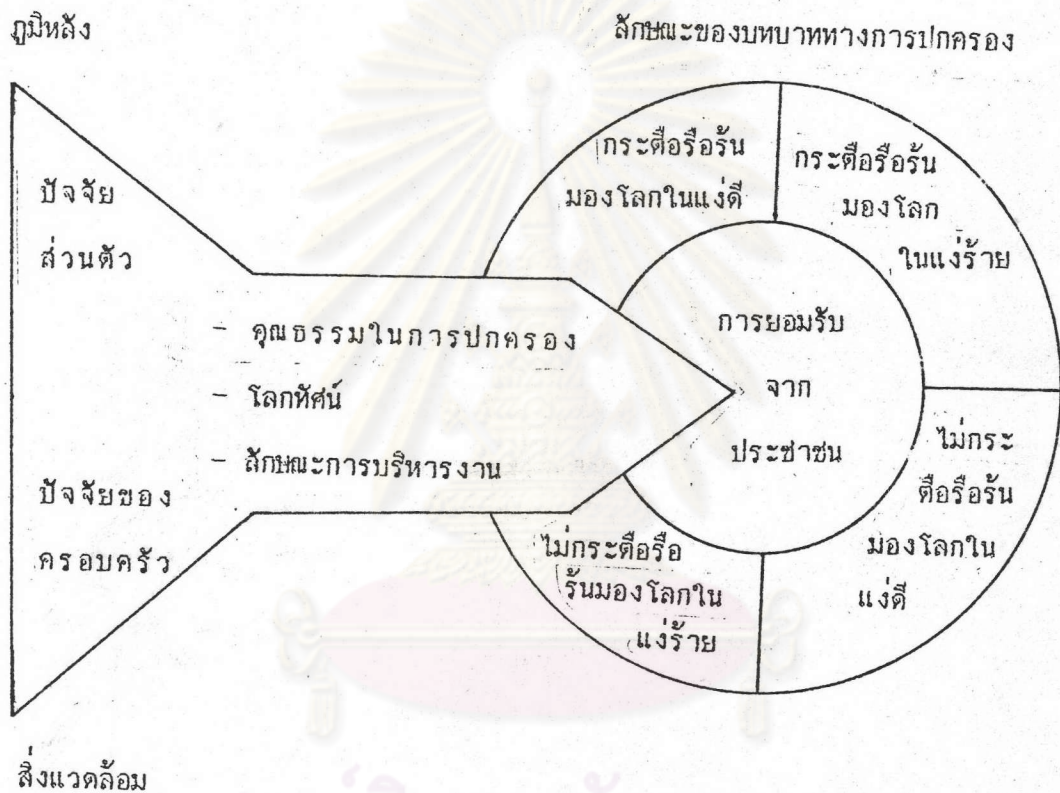 ภูมิหลัง
ลักษณะของบทบาททางการปกครอง
ปัจจัย
ส่วนตัว
- คุณธรรมในการปกครอง
- โลกทัศน์
- ลักษณะการบริหารงาน
ปัจจัยของ
ครอบครัว
สิ่งแวดล้อม
กระตือรือร้น
มองโลกในแง่ดี
กระตือรือร้น
มองโลก
ในแง่ร้าย
การยอมรับ
จาก
ประชาชน
ไม่กระ
ตือรือร้น
มองโลกใน
แง่ดี
ไม่กระตือรือ
ร้นมองโลกใน
แง่ร้าย